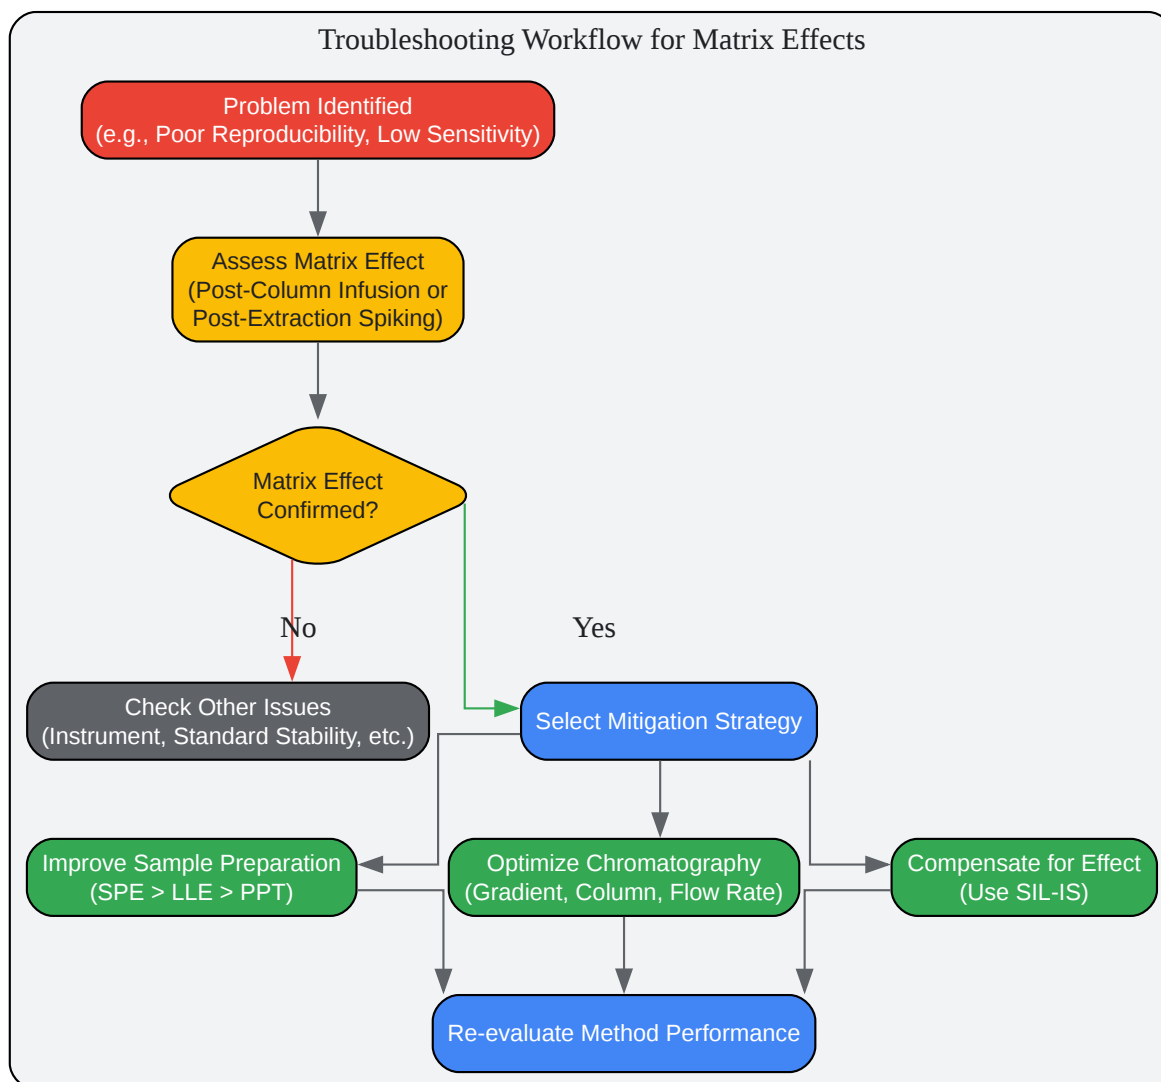 Troubleshooting Workflow for Matrix Effects
Problem Identified
(e.g., Poor Reproducibility, Low Sensitivity)
Assess Matrix Effect
(Post-Column Infusion or
Post-Extraction Spiking)
Matrix Effect
Confirmed?
No
Yes
Check Other Issues
(Instrument, Standard Stability, etc.)
Select Mitigation Strategy
Improve Sample Preparation
(SPE > LLE > PPT)
Optimize Chromatography
(Gradient, Column, Flow Rate)
Compensate for Effect
(Use SIL-IS)
Re-evaluate Method Performance